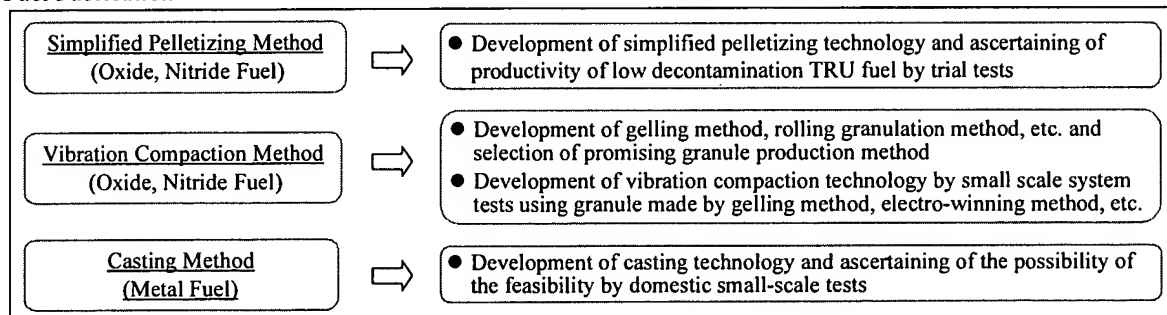 Simplified Pelletizing Method
(Oxide, Nitride Fuel)
● Development of simplified pelletizing technology and ascertaining of
productivity of low decontamination TRU fuel by trial tests
Vibration Compaction Method
(Oxide, Nitride Fuel)
● Development of gelling method, rolling granulation method, etc. and
selection of promising granule production method
● Development of vibration compaction technology by small scale system
tests using granule made by gelling method, electro-winning method, etc.
Casting Method
(Metal Fuel)
● Development of casting technology and ascertaining of the possibility of
the feasibility by domestic small-scale tests